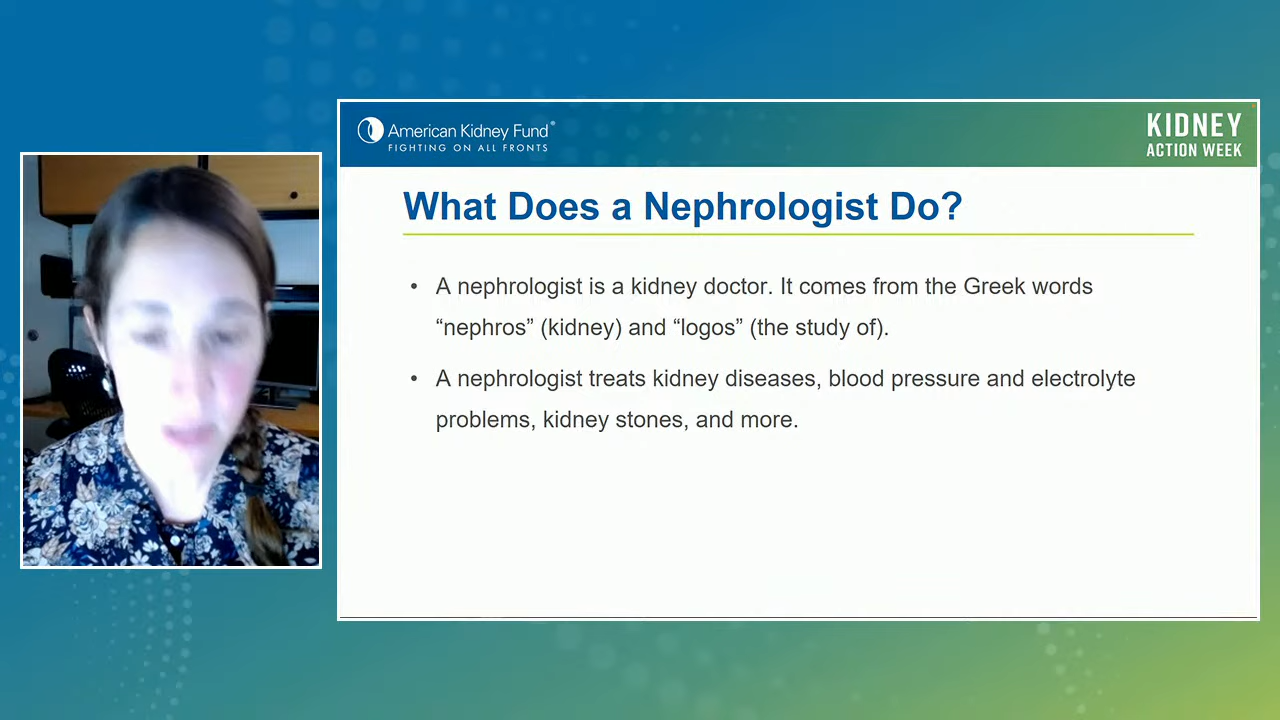 American Kidney Fund®
FIGHTING ON ALL FRONTS
KIDNEY
ACTION WEEK
What Does a Nephrologist Do?
• A nephrologist is a kidney doctor. It comes from the Greek words
“nephros” (kidney) and “logos” (the study of).
• A nephrologist treats kidney diseases, blood pressure and electrolyte
problems, kidney stones, and more.